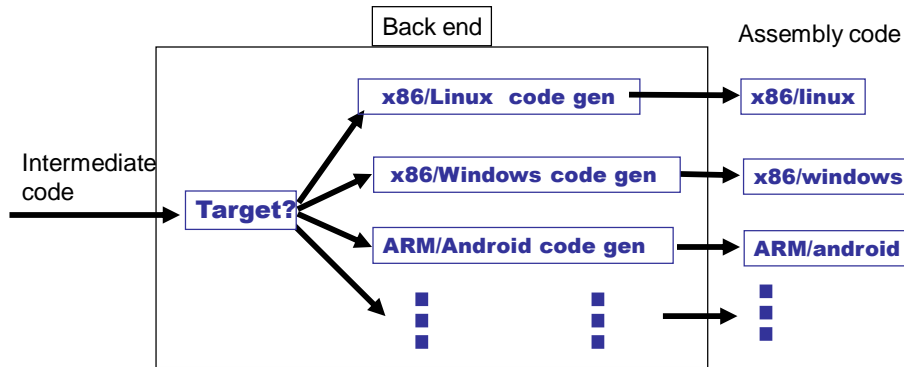 Back end
Assembly code
x86/Linux code gen
x86/linux
Intermediate
code
x86/Windows code gen
x86/windows
Target?
ARM/Android code gen
ARM/android